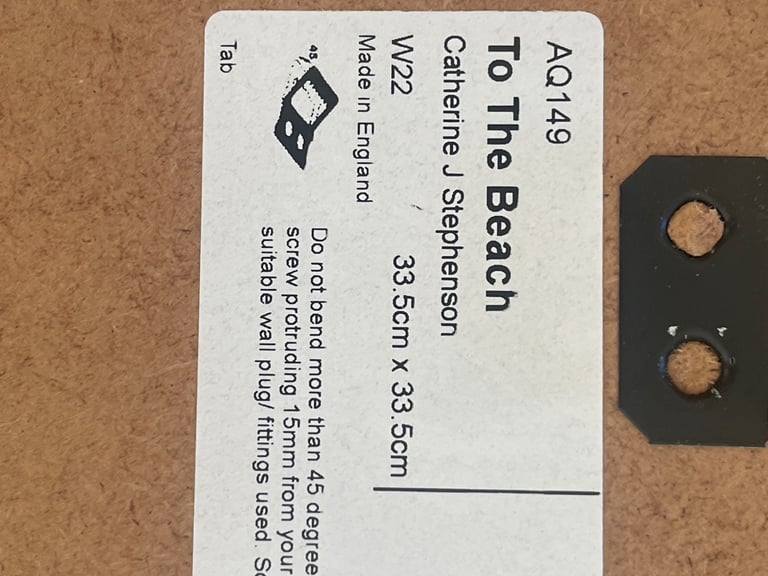 AQ149
To The Beach
Catherine J Stephenson
W22 33.5cm x 33.5cm
Made in England
45
Tab
Do not bend more than 45 degree
screw protruding 15mm from your
suitable wall plug/ fittings used.